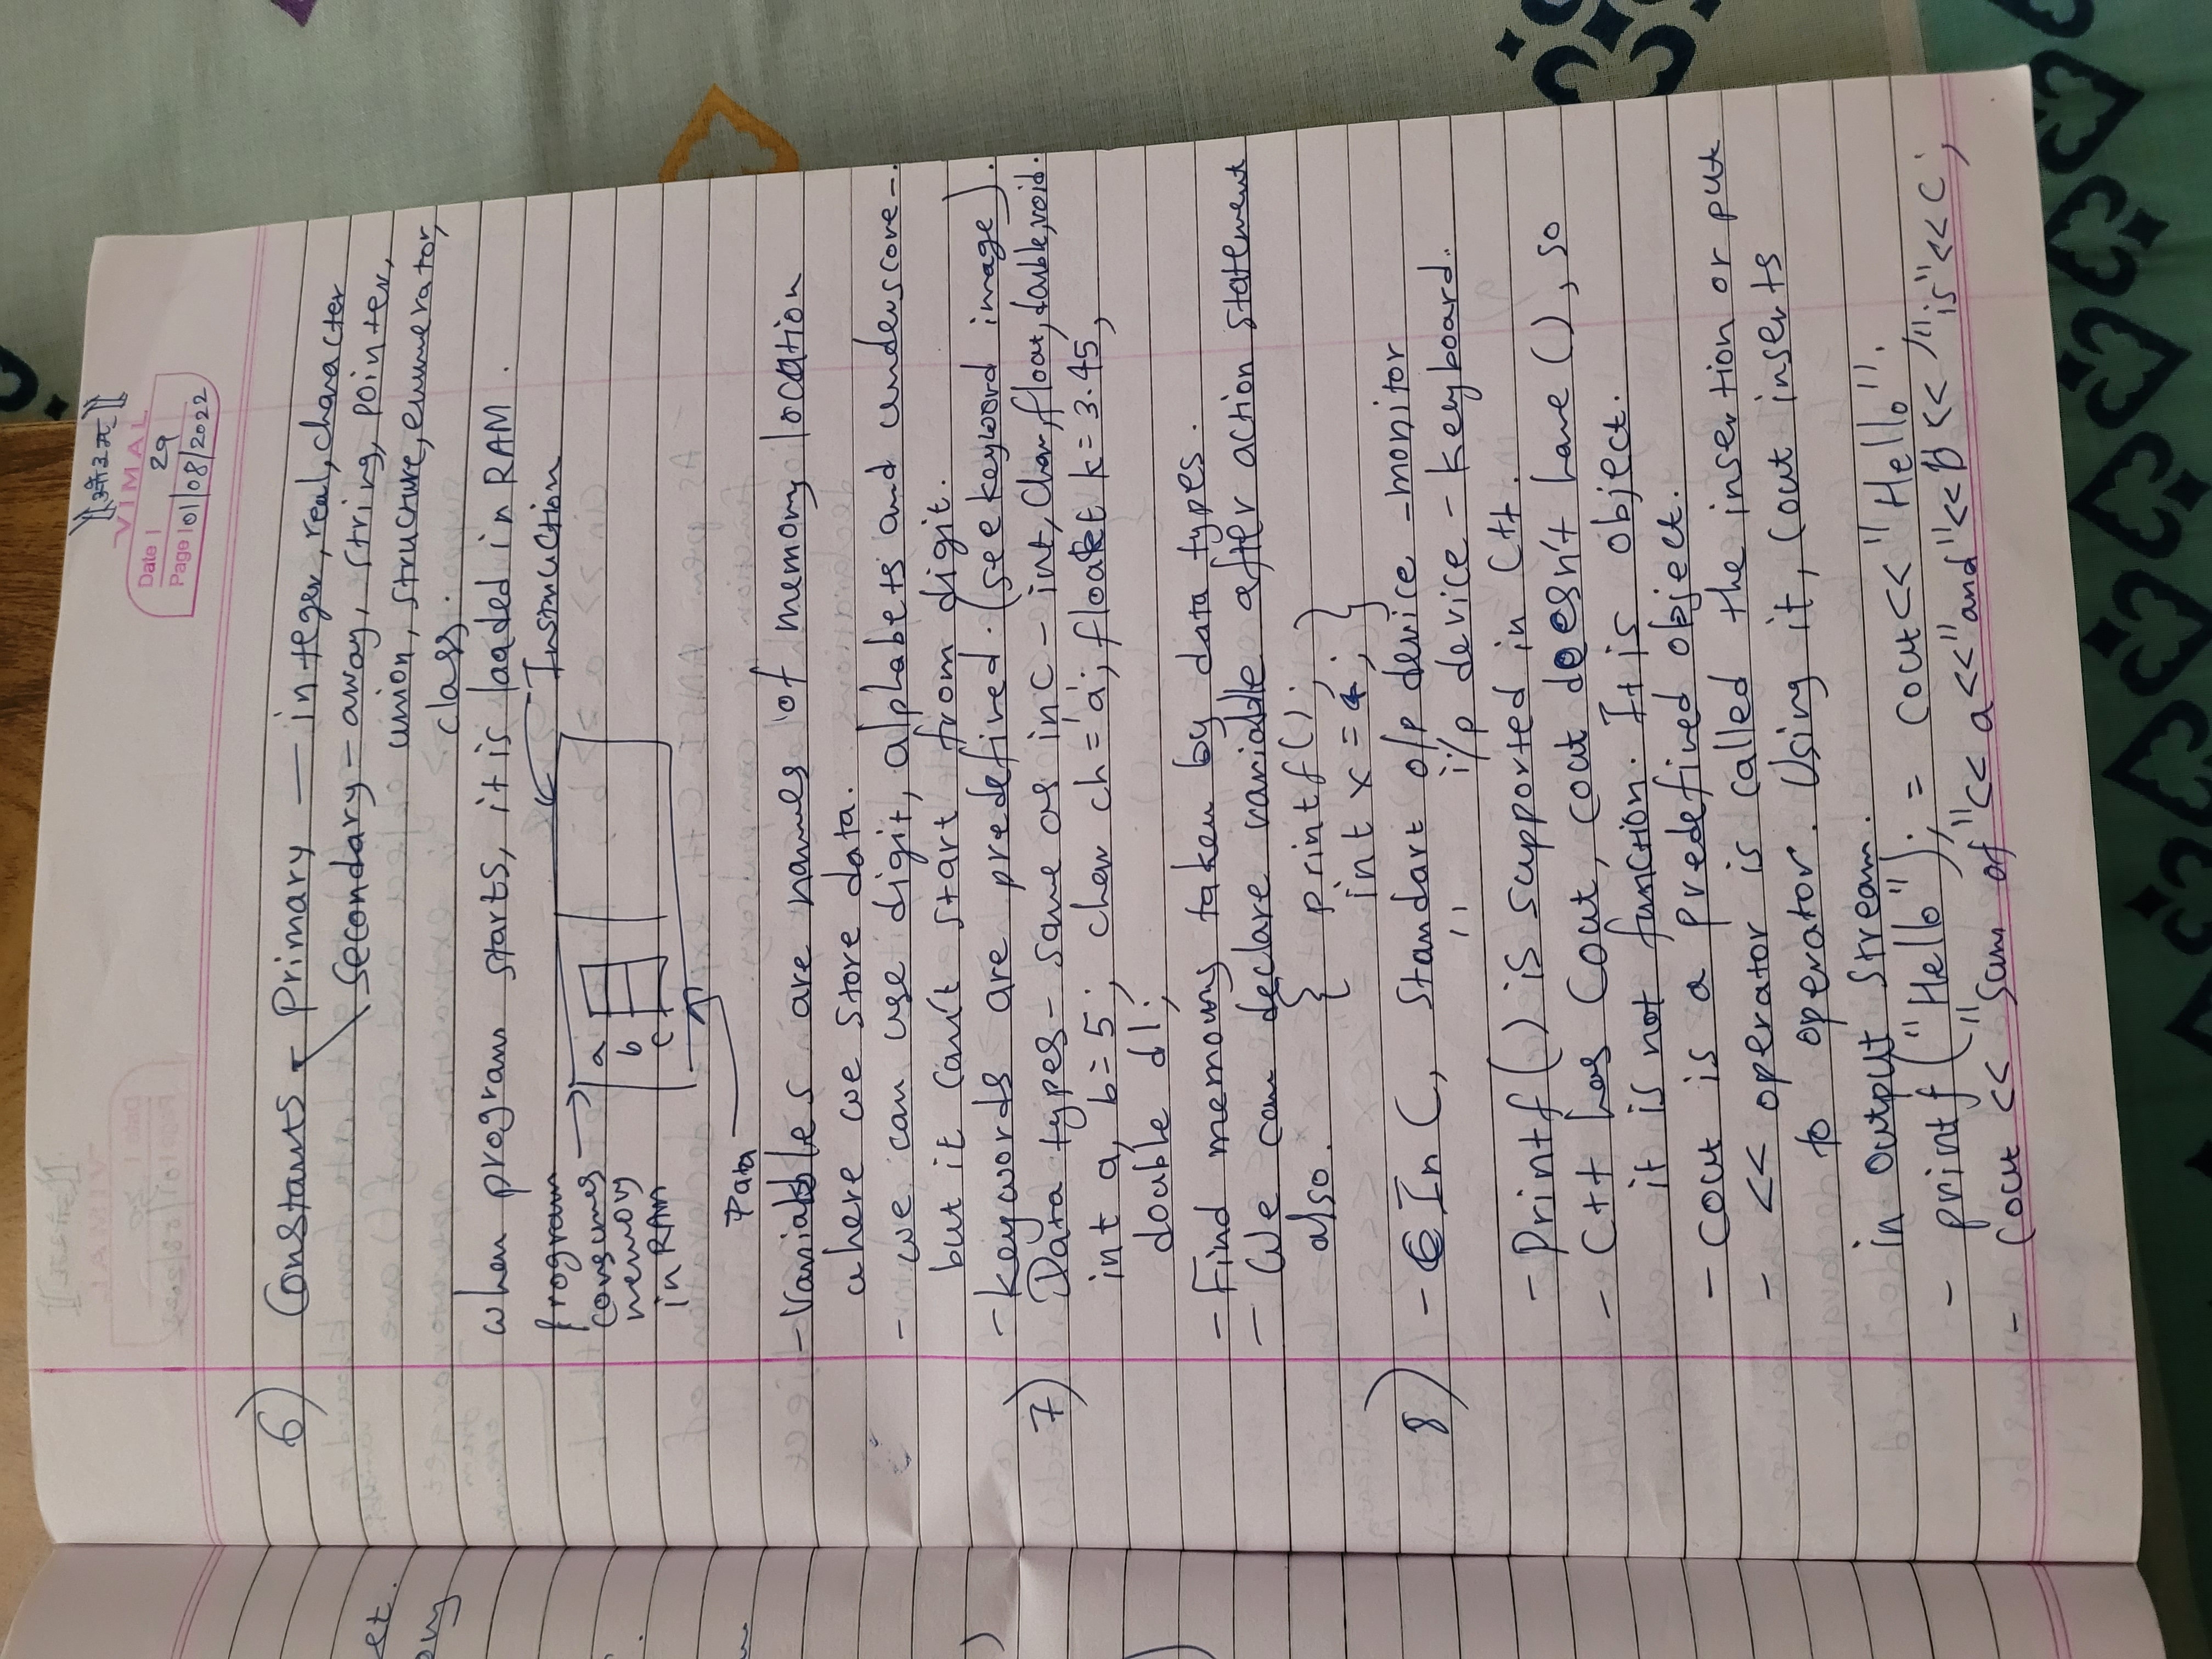 ॥ओ३म॥
VIMAL
Date | 29
Page | 01/08/2022
6) Constants - Primary — integer, real, character
Secondary - array, string, pointer,
union, structure, enumerator,
class.
when program starts, it is loaded in RAM.
Program
consumes
memory
in RAM
Instruction
a
b
c
Data
- Variables are names of memory location
where we store data.
- we can use digit, alphabets and underscore -.
but it can't start from digit.
- keywords are predefined. (see keyword image).
7) Data types - same as in C - int, char, float, double, void.
int a, b=5; char ch='a'; float k=3.45,
double d1;
- Find memory taken by data types.
- We can declare variable after action statement
also. { printf();
int x=4; }
8) - In C, Standart o/p device - monitor
" i/p device - keyboard.
- Printf() is supported in C++.
- C++ has Cout, cout doesn't have (), so
it is not function. It is object.
- cout is a predefined object.
- << operator is called the insertion or put
to operator. Using it, cout inserts
in output stream.
- printf("Hello"); = cout<<"Hello";
- cout << "Sum of "<< a<<"and"<<b<<"is"<<c;
et.